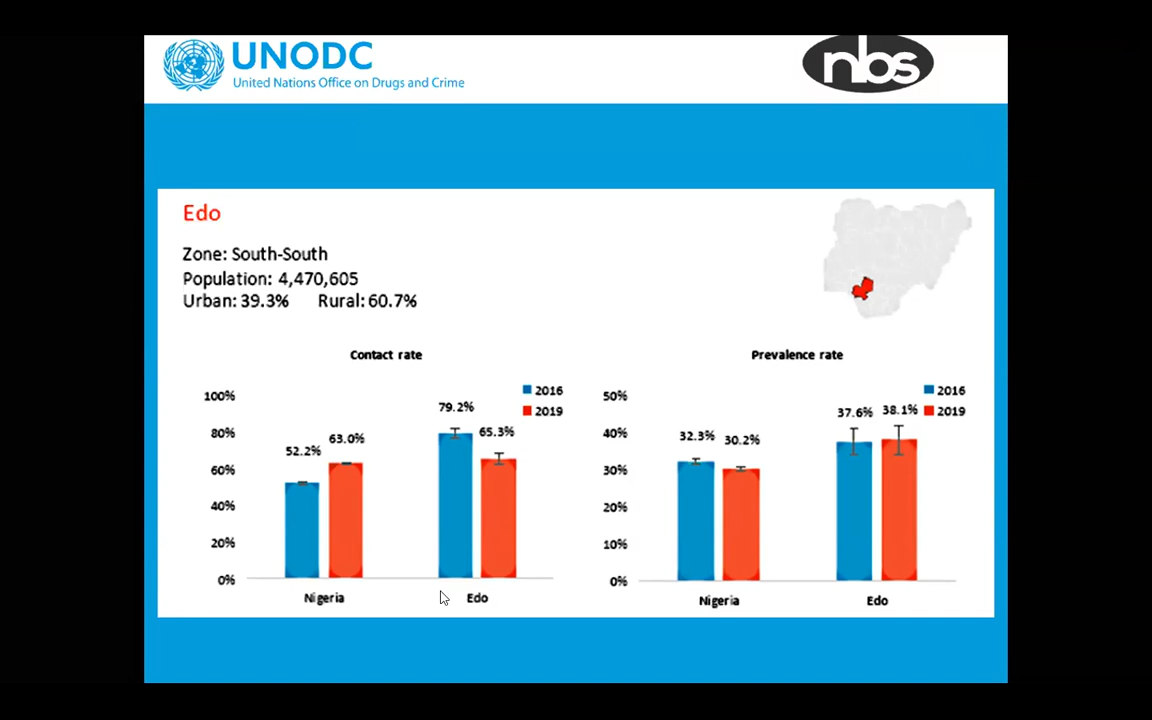 UNODC
United Nations Office on Drugs and Crime
nbs
Edo
Zone: South-South
Population: 4,470,605
Urban: 39.3% Rural: 60.7%
Contact rate
2016
2019
100%
80%
60%
40%
20%
0%
52.2%
63.0%
79.2%
65.3%
Nigeria
Edo
Prevalence rate
2016
2019
50%
40%
30%
20%
10%
0%
32.3%
30.2%
37.6%
38.1%
Nigeria
Edo